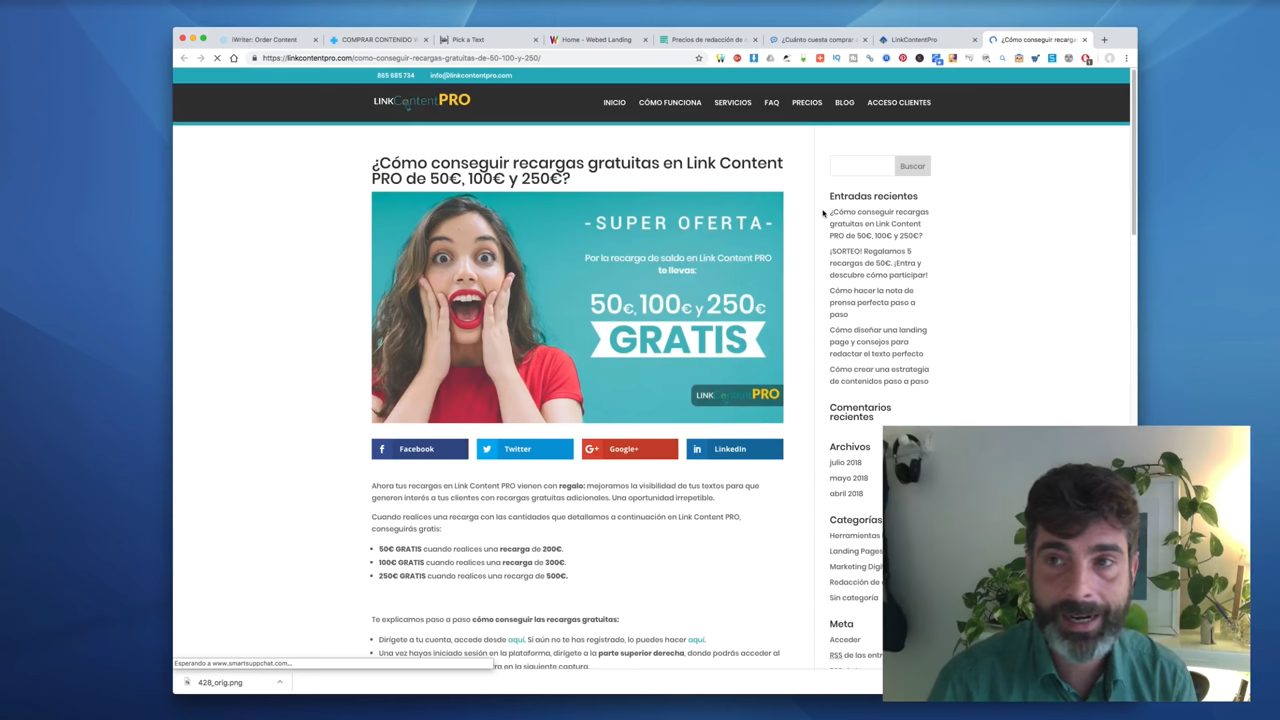 iWriter: Order Content
COMPRAR CONTENIDO
Pick a Text
Home - Webed Landing
Precios de redacción de
¿Cuánto cuesta comprar
LinkContentPro
¿Cómo conseguir recarga
https://linkcontentpro.com/como-conseguir-recargas-gratuitas-de-50-100-y-250/
865 685 734
info@linkcontentpro.com
LINKContentPRO
INICIO
CÓMO FUNCIONA
SERVICIOS
FAQ
PRECIOS
BLOG
ACCESO CLIENTES
¿Cómo conseguir recargas gratuitas en Link Content
PRO de 50€, 100€ y 250€?
-SUPER OFERTA-
Por la recarga de saldo en Link Content PRO
te llevas:
50€, 100€ y 250€
GRATIS
LINKContentPRO
Facebook
Twitter
Google+
LinkedIn
Ahora tus recargas en Link Content PRO vienen con regalo: mejoramos la visibilidad de tus textos para que
generen interés a tus clientes con recargas gratuitas adicionales. Una oportunidad irrepetible.
Cuando realices una recarga con las cantidades que detallamos a continuación en Link Content PRO,
conseguirás gratis:
• 50€ GRATIS cuando realices una recarga de 200€.
• 100€ GRATIS cuando realices una recarga de 300€.
• 250€ GRATIS cuando realices una recarga de 500€.
Te explicamos paso a paso cómo conseguir las recargas gratuitas:
• Dirígete a tu cuenta, accede desde aquí. Si aún no te has registrado, lo puedes hacer aquí.
• Una vez hayas iniciado sesión en la plataforma, dirígete a la parte superior derecha, donde podrás acceder al
en la siguiente captura.
Buscar
Entradas recientes
¿Cómo conseguir recargas
gratuitas en Link Content
PRO de 50€, 100€ y 250€?
¡SORTEO! Regalamos 5
recargas de 50€. ¡Entra y
descubre cómo participar!
Cómo hacer la nota de
prensa perfecta paso a
paso
Cómo diseñar una landing
page y consejos para
redactar el texto perfecto
Cómo crear una estrategia
de contenidos paso a paso
Comentarios
recientes
Archivos
julio 2018
mayo 2018
abril 2018
Categorías
Herramientas
Landing Pages
Marketing Digi
Redacción de
Sin categoría
Meta
Acceder
RSS de las entr
Esperando a www.smartsuppchat.com...
428_orig.png